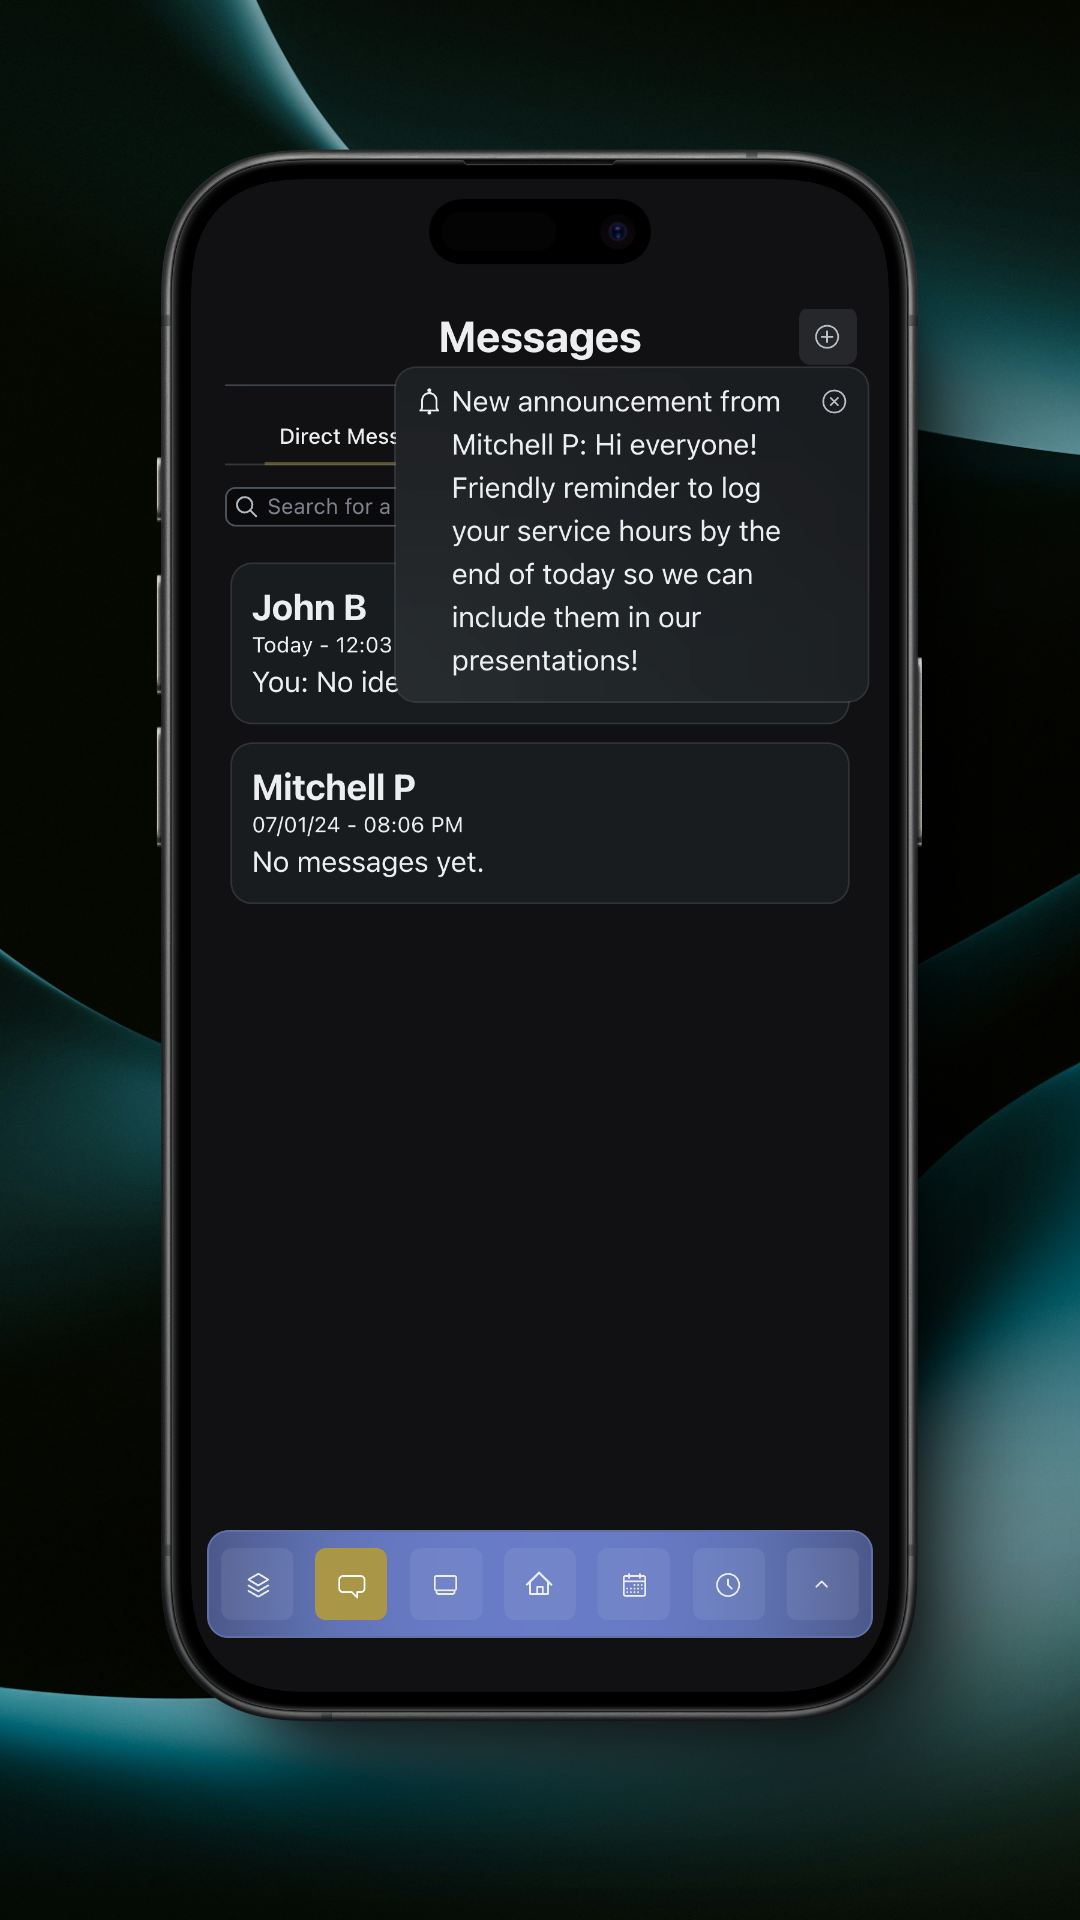 Messages
New announcement from
Mitchell P: Hi everyone!
Friendly reminder to log
your service hours by the
end of today so we can
include them in our
presentations!
Direct Mess
Search for a
John B
Today - 12:03
You: No ide
Mitchell P
07/01/24 - 08:06 PM
No messages yet.